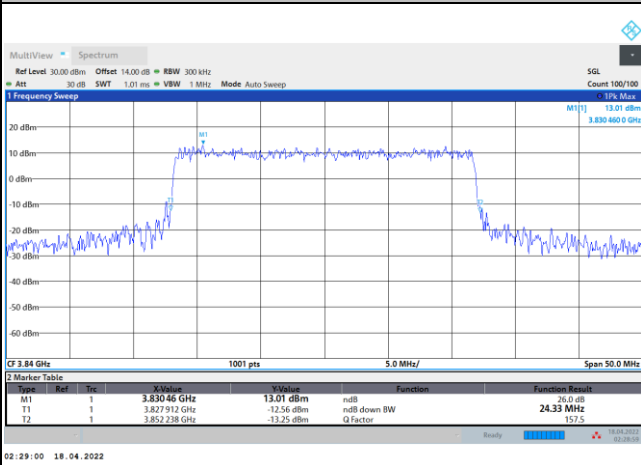 MultiView Spectrum
Ref Level 30.00 dBm Offset 14.00 dB RBW 300 kHz SGL
Att 30 dB SWT 1.01 ms VBW 1 MHz Mode Auto Sweep Count 100/100
1 Frequency Sweep 1Pk Max
M1[1] 13.01 dBm
3.830 460 0 GHz
20 dBm
M1
10 dBm
0 dBm
-10 dBm
T1
T2
-20 dBm
-30 dBm
-40 dBm
-50 dBm
-60 dBm
CF 3.84 GHz 1001 pts 5.0 MHz/ Span 50.0 MHz
2 Marker Table
Type Ref Trc X-Value Y-Value Function Function Result
M1 1 3.830 46 GHz 13.01 dBm ndB 26.0 dB
T1 1 3.827 912 GHz -12.56 dBm ndB down BW 24.33 MHz
T2 1 3.852 238 GHz -13.25 dBm Q Factor 157.5
Ready 18.04.2022
02:28:59
02:29:00 18.04.2022